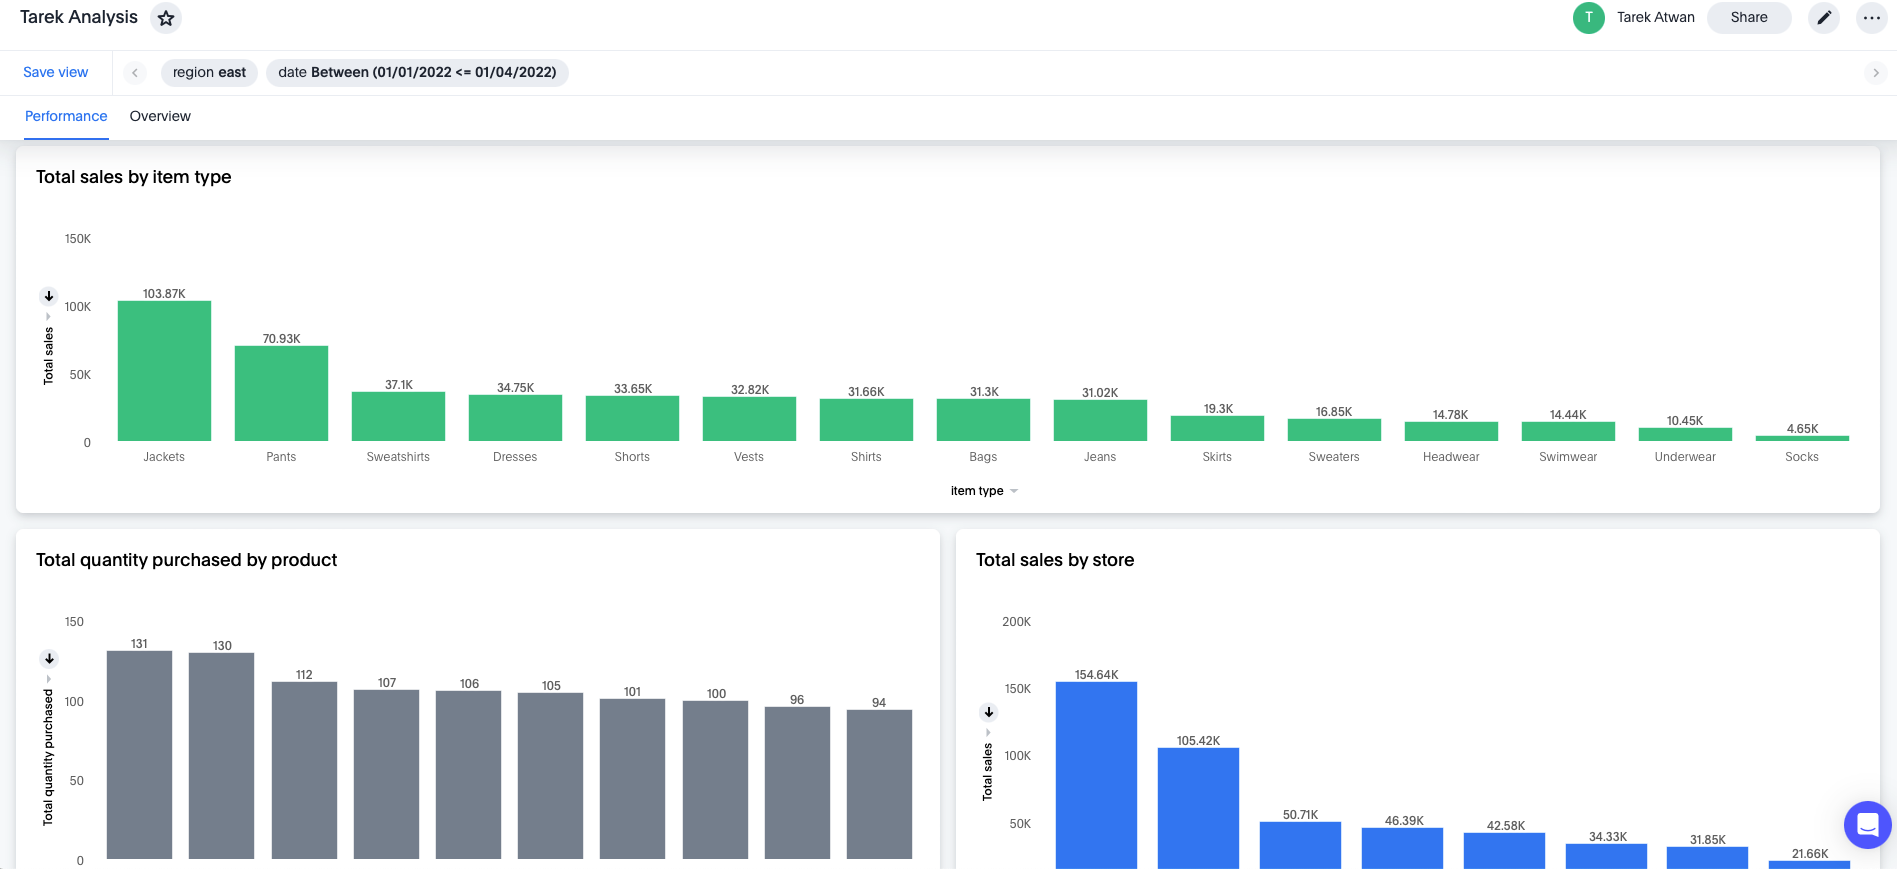 Tarek Analysis
T
Tarek Atwan
Share
Save view
region east
date Between (01/01/2022 <= 01/04/2022)
Performance
Overview
Total sales by item type
150K
100K
50K
0
Total sales
103.87K
70.93K
37.1K
34.75K
33.65K
32.82K
31.66K
31.3K
31.02K
19.3K
16.85K
14.78K
14.44K
10.45K
4.65K
Jackets
Pants
Sweatshirts
Dresses
Shorts
Vests
Shirts
Bags
Jeans
Skirts
Sweaters
Headwear
Swimwear
Underwear
Socks
item type
Total quantity purchased by product
150
100
50
0
Total quantity purchased
131
130
112
107
106
105
101
100
96
94
Total sales by store
200K
150K
100K
50K
Total sales
154.64K
105.42K
50.71K
46.39K
42.58K
34.33K
31.85K
21.66K